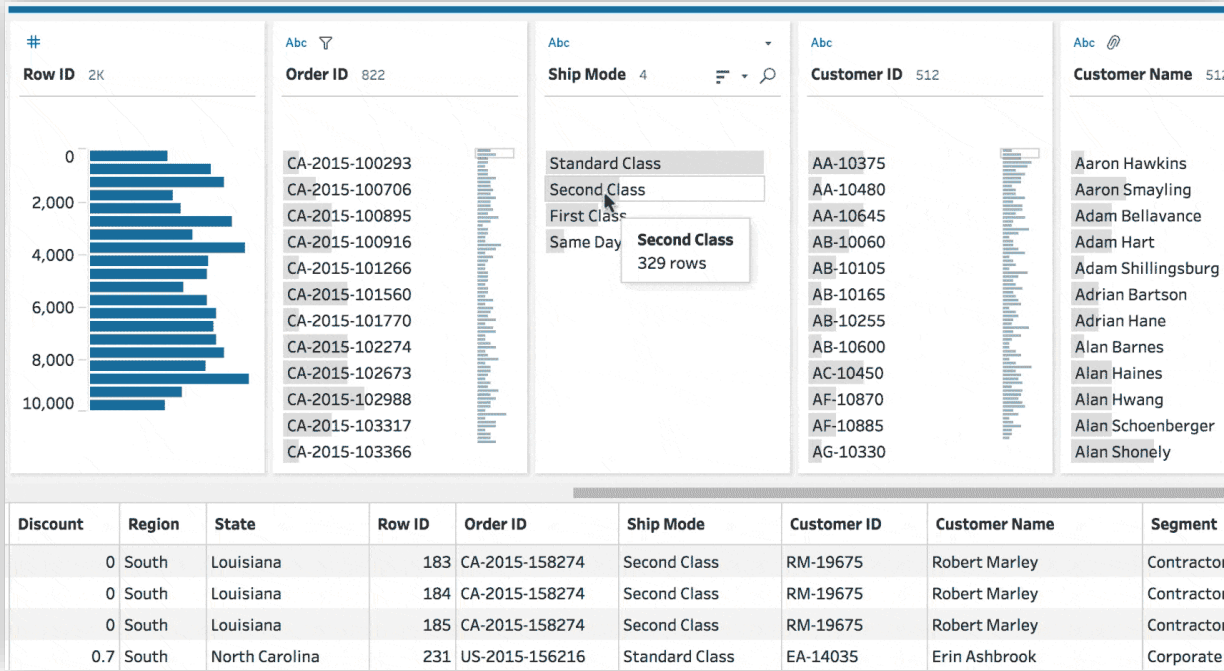 #
Row ID 2K
0
2,000
4,000
6,000
8,000
10,000
Abc
Order ID 822
CA-2015-100293
CA-2015-100706
CA-2015-100895
CA-2015-100916
CA-2015-101266
CA-2015-101560
CA-2015-101770
CA-2015-102274
CA-2015-102673
CA-2015-102988
CA-2015-103317
CA-2015-103366
Abc
Ship Mode 4
Standard Class
Second Class
First Class
Same Day
Second Class
329 rows
Abc
Customer ID 512
AA-10375
AA-10480
AA-10645
AB-10060
AB-10105
AB-10165
AB-10255
AB-10600
AC-10450
AF-10870
AF-10885
AG-10330
Abc
Customer Name 512
Aaron Hawkins
Aaron Smayling
Adam Bellavance
Adam Hart
Adam Shillingsburg
Adrian Bartson
Adrian Hane
Alan Barnes
Alan Haines
Alan Hwang
Alan Schoenberger
Alan Shonely
Discount Region State Row ID Order ID Ship Mode Customer ID Customer Name Segment
0 South Louisiana 183 CA-2015-158274 Second Class RM-19675 Robert Marley Contractor
0 South Louisiana 184 CA-2015-158274 Second Class RM-19675 Robert Marley Contractor
0 South Louisiana 185 CA-2015-158274 Second Class RM-19675 Robert Marley Contractor
0.7 South North Carolina 231 US-2015-156216 Standard Class EA-14035 Erin Ashbrook Corporate